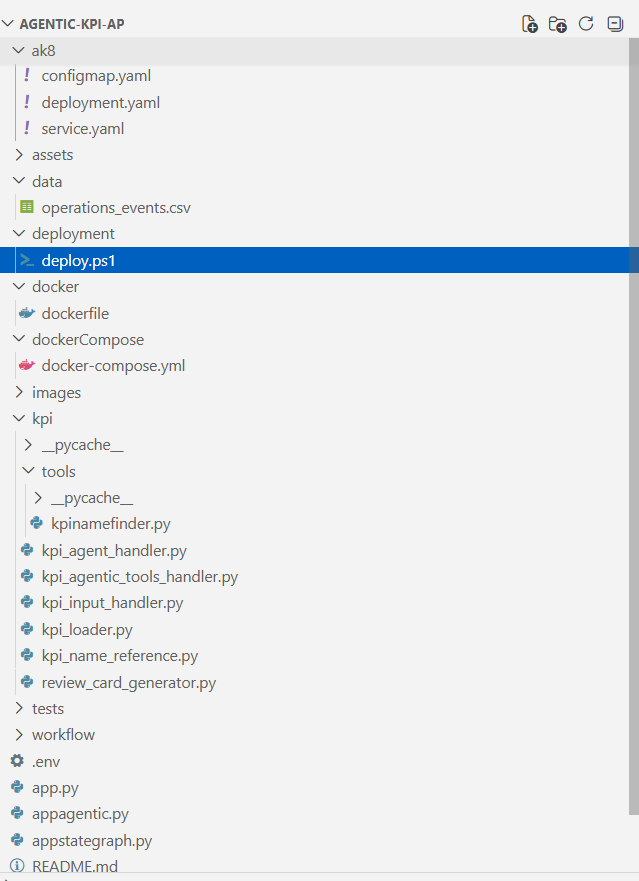 AGENTIC-KPI-AP
ak8
configmap.yaml
deployment.yaml
service.yaml
assets
data
operations_events.csv
deployment
deploy.ps1
docker
dockerfile
dockerCompose
docker-compose.yml
images
kpi
__pycache__
tools
__pycache__
kpinamefinder.py
kpi_agent_handler.py
kpi_agentic_tools_handler.py
kpi_input_handler.py
kpi_loader.py
kpi_name_reference.py
review_card_generator.py
tests
workflow
.env
app.py
appagentic.py
appstategraph.py
README.md